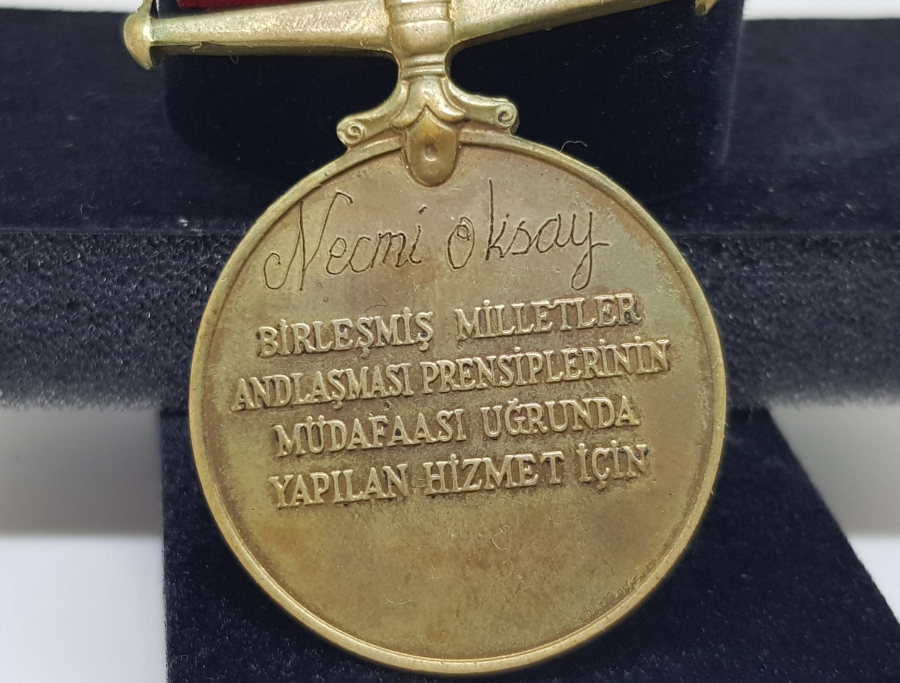 Necmi Oksay
BİRLEŞMİŞ MİLLETLER
ANDLAŞMASI PRENSİPLERİNİN
MÜDAFAASI UĞRUNDA
YAPILAN HİZMET İÇİN